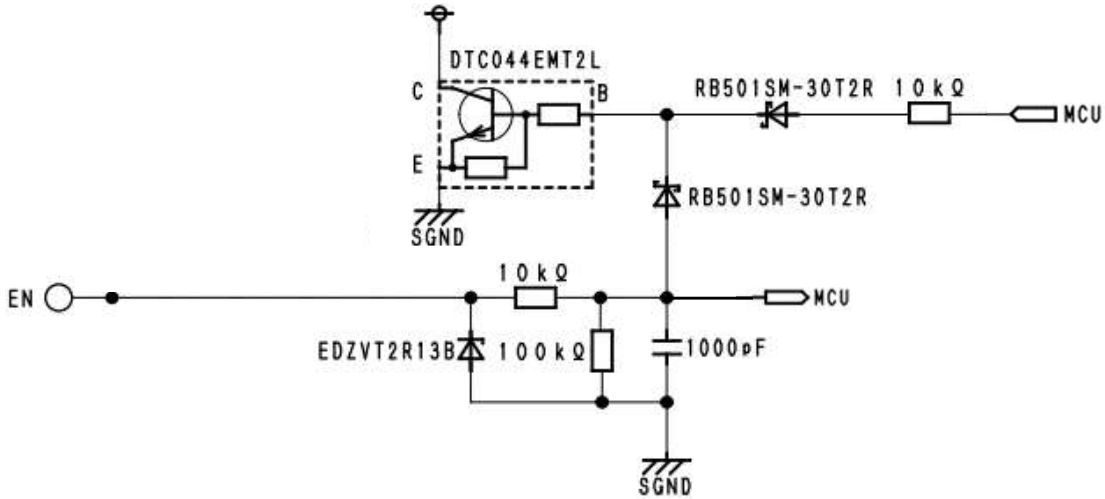 DTC044EMT2L
C
B
RB501SM-30T2R
10kΩ
MCU
E
RB501SM-30T2R
SGND
10kΩ
EN
MCU
EDZVT2R13B
100kΩ
1000pF
SGND